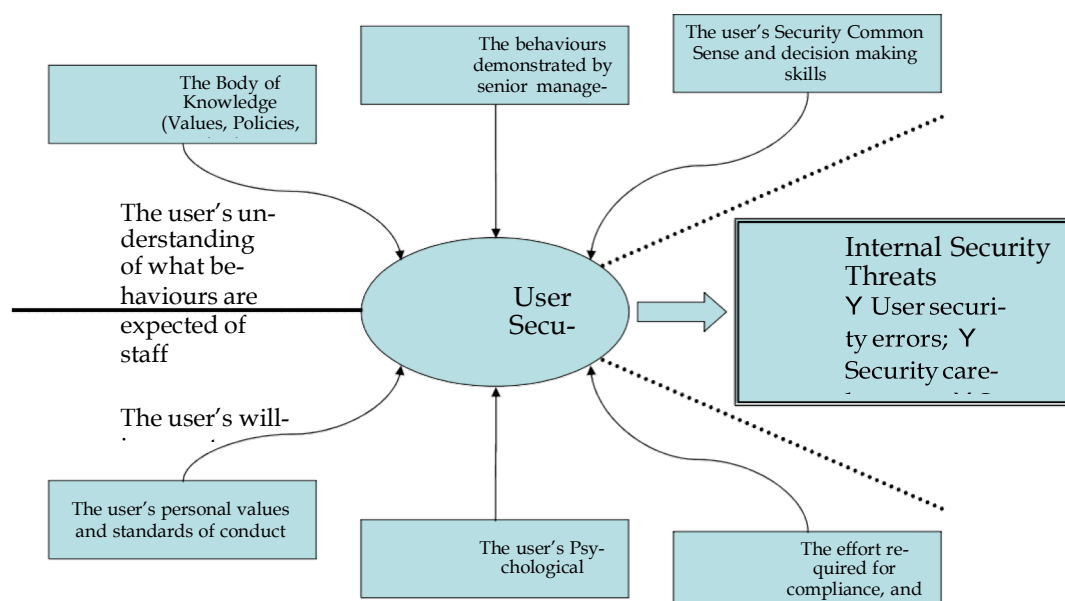 The Body of
Knowledge
(Values, Policies,
The behaviours
demonstrated by
senior manage-
The user's Security Common
Sense and decision making
skills
The user's un-
derstanding
of what be-
haviours are
expected of
staff
The user's will-
User
Secu-
Internal Security
Threats
Y User securi-
ty errors; Y
Security care-
The user's personal values
and standards of conduct
The user's Psy-
chological
The effort re-
quired for
compliance, and